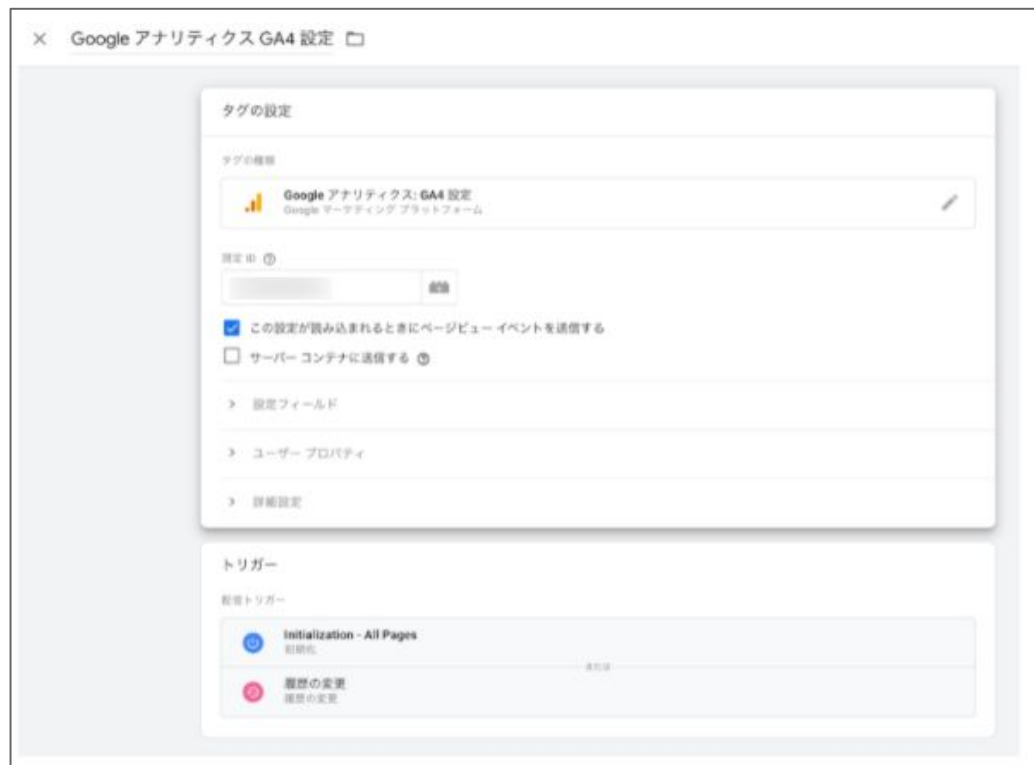 Google アナリティクス GA4 設定
タグの設定
タグの種類
Google アナリティクス: GA4 設定
Google マーケティング プラットフォーム
測定 ID
この設定が読み込まれるときにページビュー イベントを送信する
サーバー コンテナに送信する
設定フィールド
ユーザー プロパティ
詳細設定
トリガー
配信トリガー
Initialization - All Pages
初期化
または
履歴の変更
履歴の変更